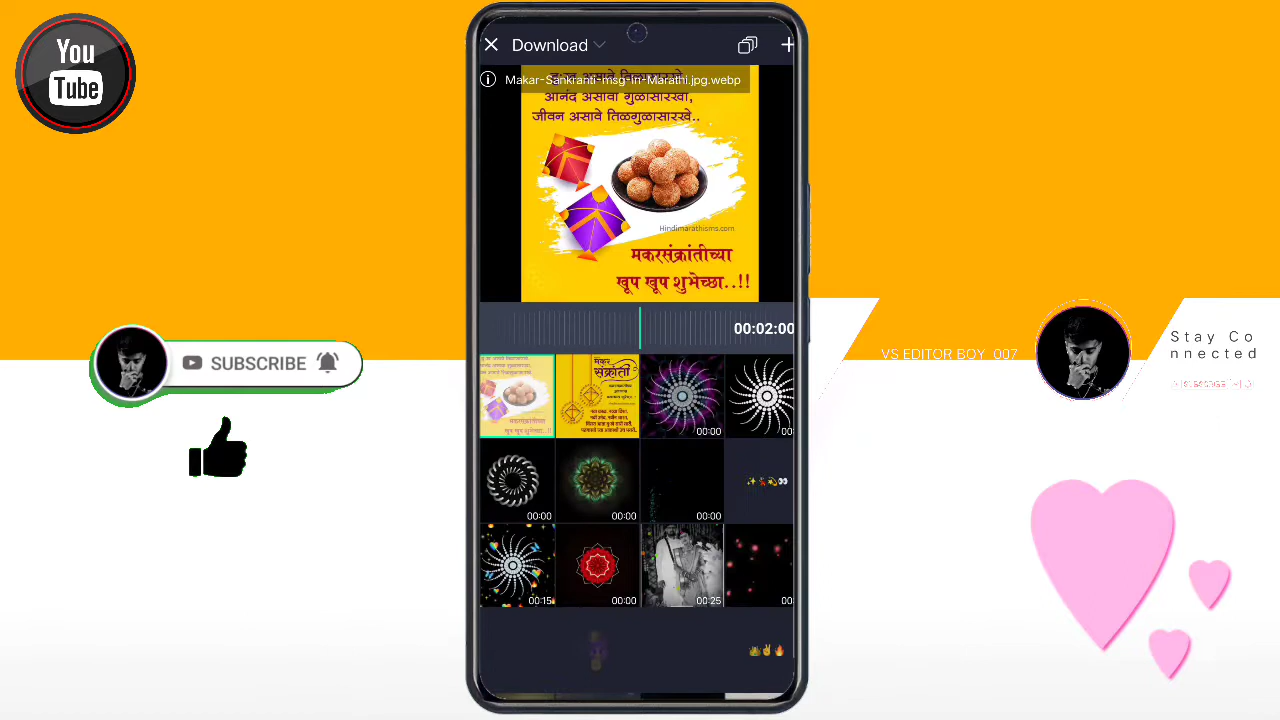 You
Tube
Download
Makar-Sankranti-msg-in-Marathi.jpg.webp
आनंद असावा गुळासारखा,
जीवन असावे तिळगुळासारखे..
Hindimarathisms.com
मकरसंक्रांतीच्या
खूप खूप शुभेच्छा..!!
00:02:00
SUBSCRIBE
VS EDITOR BOY 007
Stay Co
nnected
मकर
संक्रांती
00:00
00:00
00:00
00:00
00:15
00:00
00:25